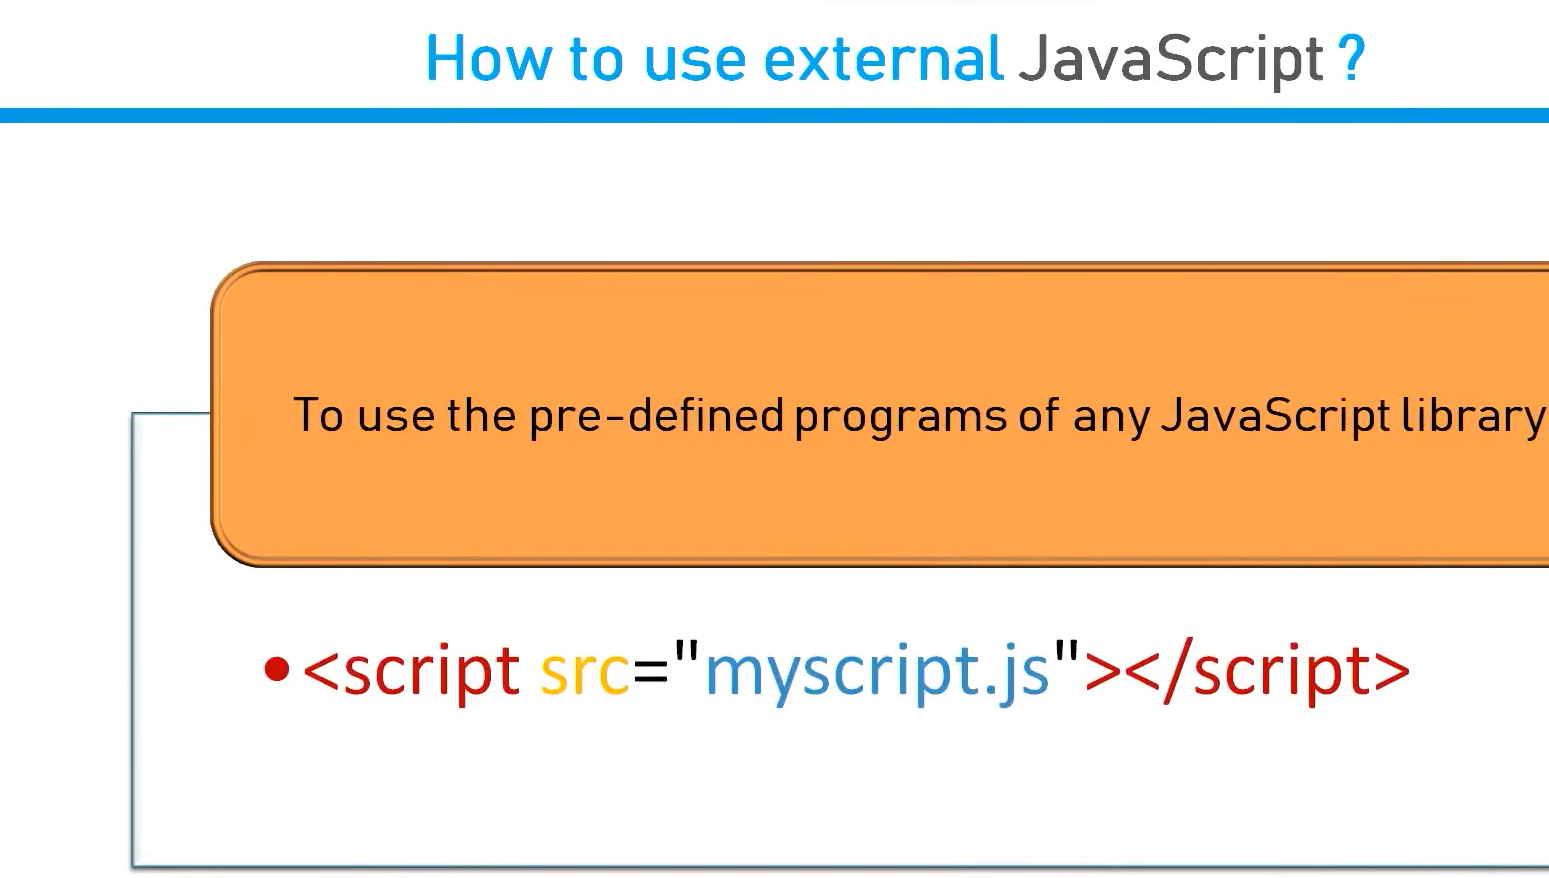 How to use external JavaScript ?
To use the pre-defined programs of any JavaScript library
•<script src="myscript.js"></script>